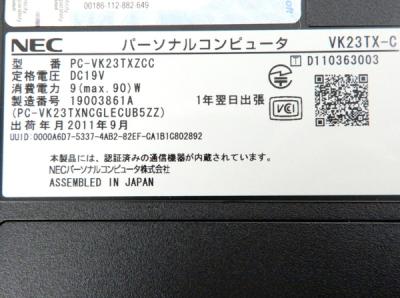 00186-112-882-649
NEC パーソナルコンピュータ VK23TX-C
型 番 PC-VK23TXZCC
T D110363003
定格電圧 DC19V
消費電力 9(max.90)W
製造番号 19003861A 1年翌日出張
(PC-VK23TXNCGLECUB5ZZ)
VCI
出荷年月 2011年9月
UUID:0000A6D7-5337-4AB2-82EF-CA1B1C802892
本製品には、認証済みの通信機器が内蔵されています。
NECパーソナルコンピュータ株式会社
ASSEMBLED IN JAPAN